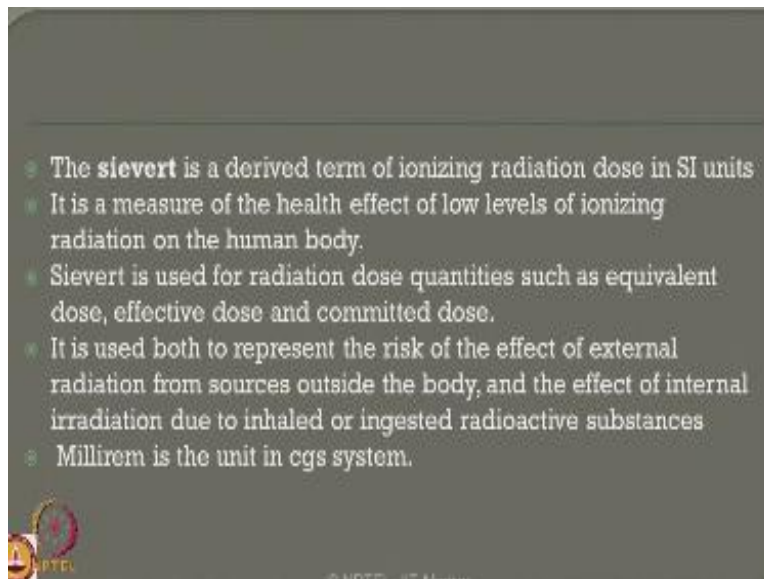 The sievert is a derived term of ionizing radiation dose in SI units
It is a measure of the health effect of low levels of ionizing
radiation on the human body.
Sievert is used for radiation dose quantities such as equivalent
dose, effective dose and committed dose.
It is used both to represent the risk of the effect of external
radiation from sources outside the body, and the effect of internal
irradiation due to inhaled or ingested radioactive substances
Millirem is the unit in cgs system.
NPTEL